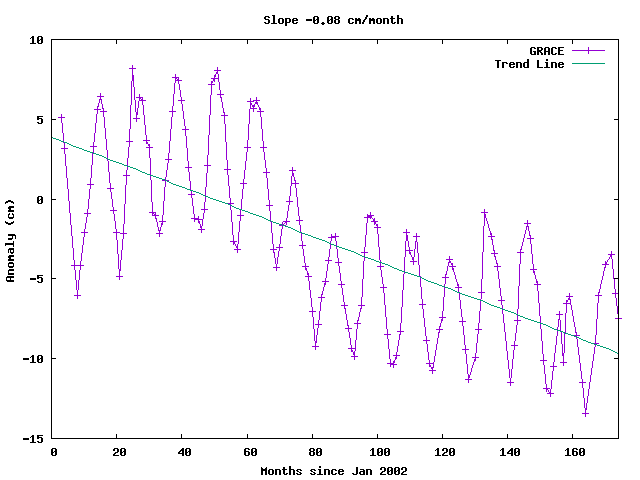 Slope -0.08 cm/month
GRACE
Trend Line
10
5
0
-5
-10
-15
Anomaly (cm)
0 20 40 60 80 100 120 140 160
Months since Jan 2002